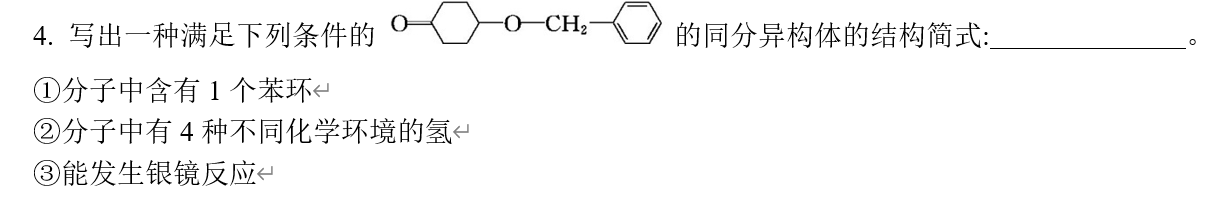 4. 写出一种满足下列条件的 O=⬡-O-CH₂-⌬ 的同分异构体的结构简式:_______________。
①分子中含有 1 个苯环↵
②分子中有 4 种不同化学环境的氢↵
③能发生银镜反应↵